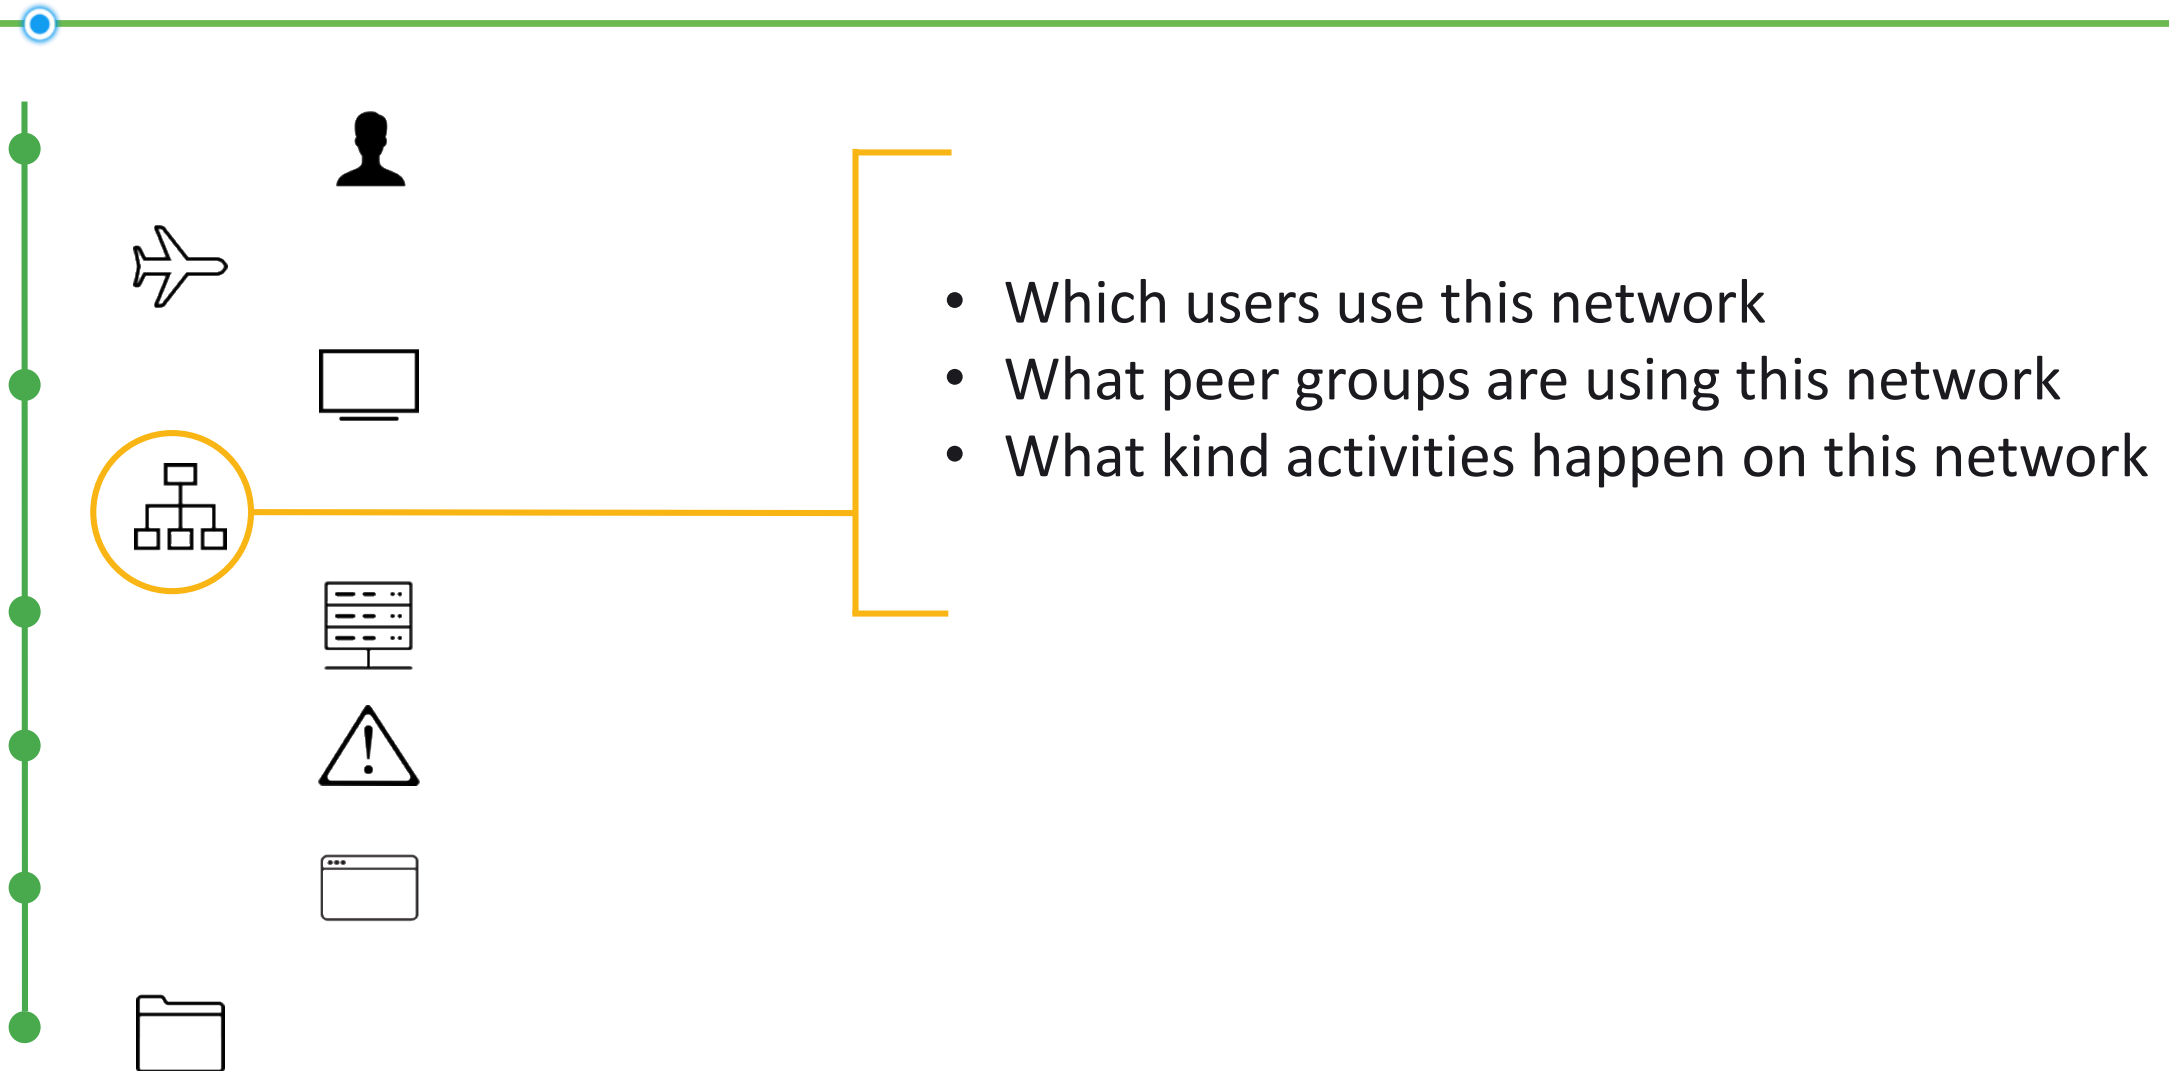 • Which users use this network
• What peer groups are using this network
• What kind activities happen on this network